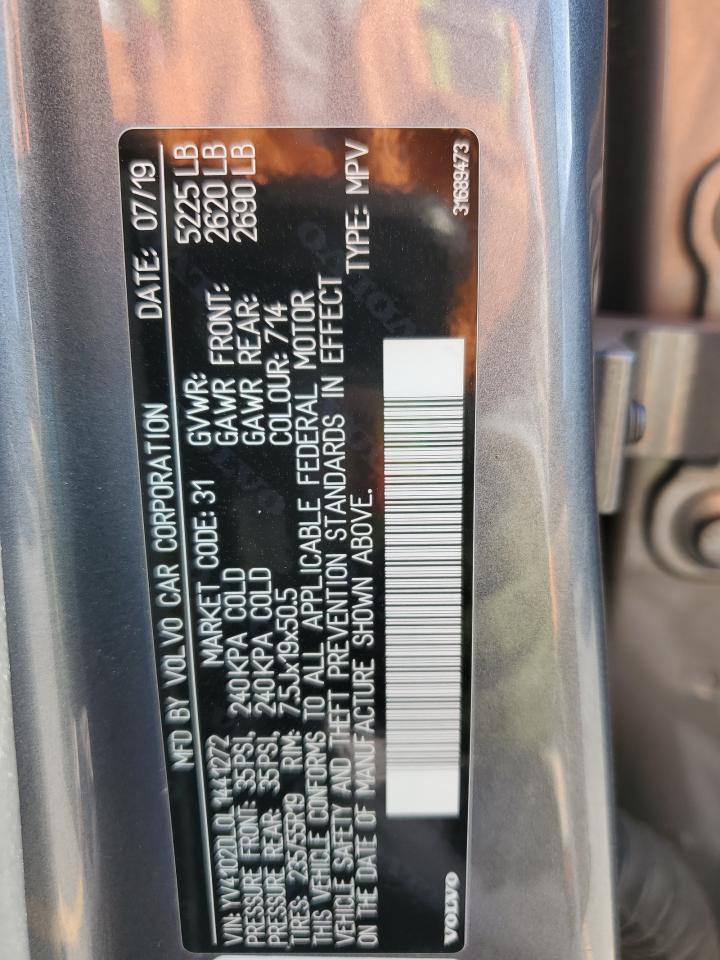 MFD BY VOLVO CAR CORPORATION DATE: 07/19
VIN: YV4102DL0L1441272 MARKET CODE: 31 GVWR: 5225 LB
PRESSURE FRONT: 35PSI, 240KPA COLD GAWR FRONT: 2620 LB
PRESSURE REAR: 35PSI, 240KPA COLD GAWR REAR: 2690 LB
TIRES: 235/55R19 RIM: 7.5Jx19x50.5 COLOUR: 714
THIS VEHICLE CONFORMS TO ALL APPLICABLE FEDERAL MOTOR
VEHICLE SAFETY AND THEFT PREVENTION STANDARDS IN EFFECT
ON THE DATE OF MANUFACTURE SHOWN ABOVE. TYPE: MPV
VOLVO 31689473